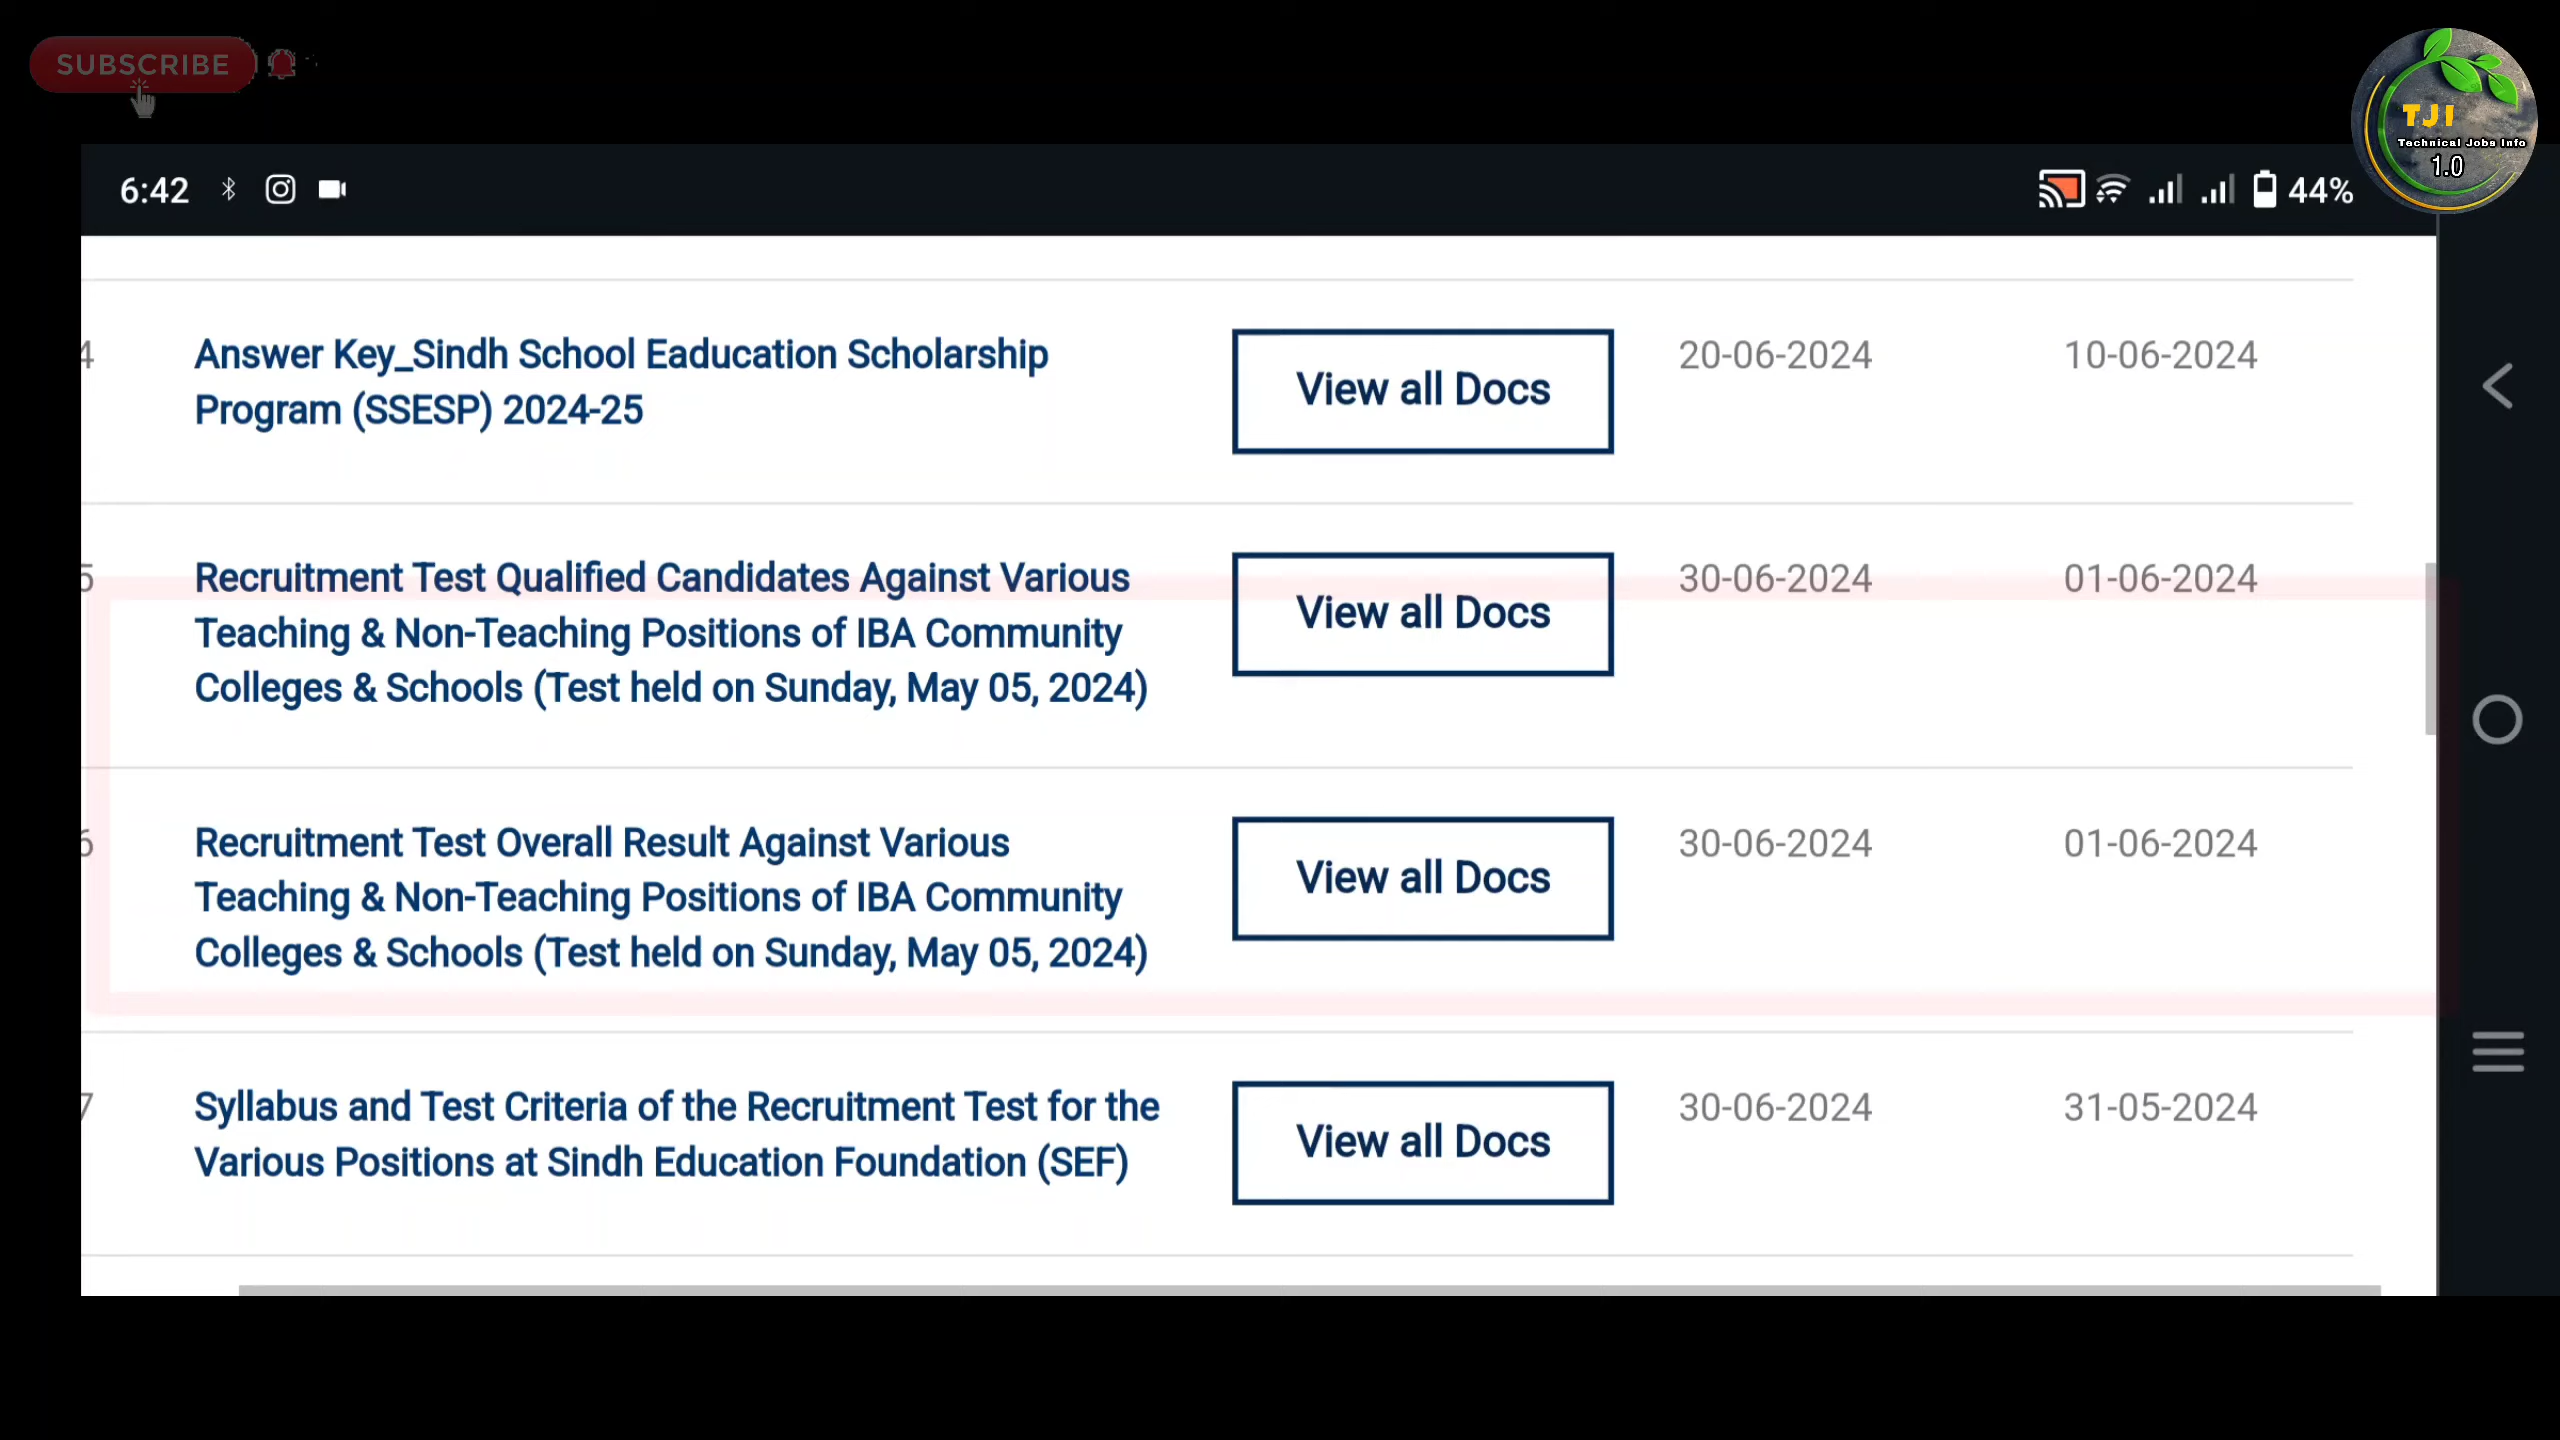 SUBSCRIBE
TJI
Technical Jobs Info
1.0
6:42
44%
4
Answer Key_Sindh School Eaducation Scholarship
Program (SSESP) 2024-25
View all Docs
20-06-2024
10-06-2024
5
Recruitment Test Qualified Candidates Against Various
Teaching & Non-Teaching Positions of IBA Community
Colleges & Schools (Test held on Sunday, May 05, 2024)
View all Docs
30-06-2024
01-06-2024
6
Recruitment Test Overall Result Against Various
Teaching & Non-Teaching Positions of IBA Community
Colleges & Schools (Test held on Sunday, May 05, 2024)
View all Docs
30-06-2024
01-06-2024
7
Syllabus and Test Criteria of the Recruitment Test for the
Various Positions at Sindh Education Foundation (SEF)
View all Docs
30-06-2024
31-05-2024